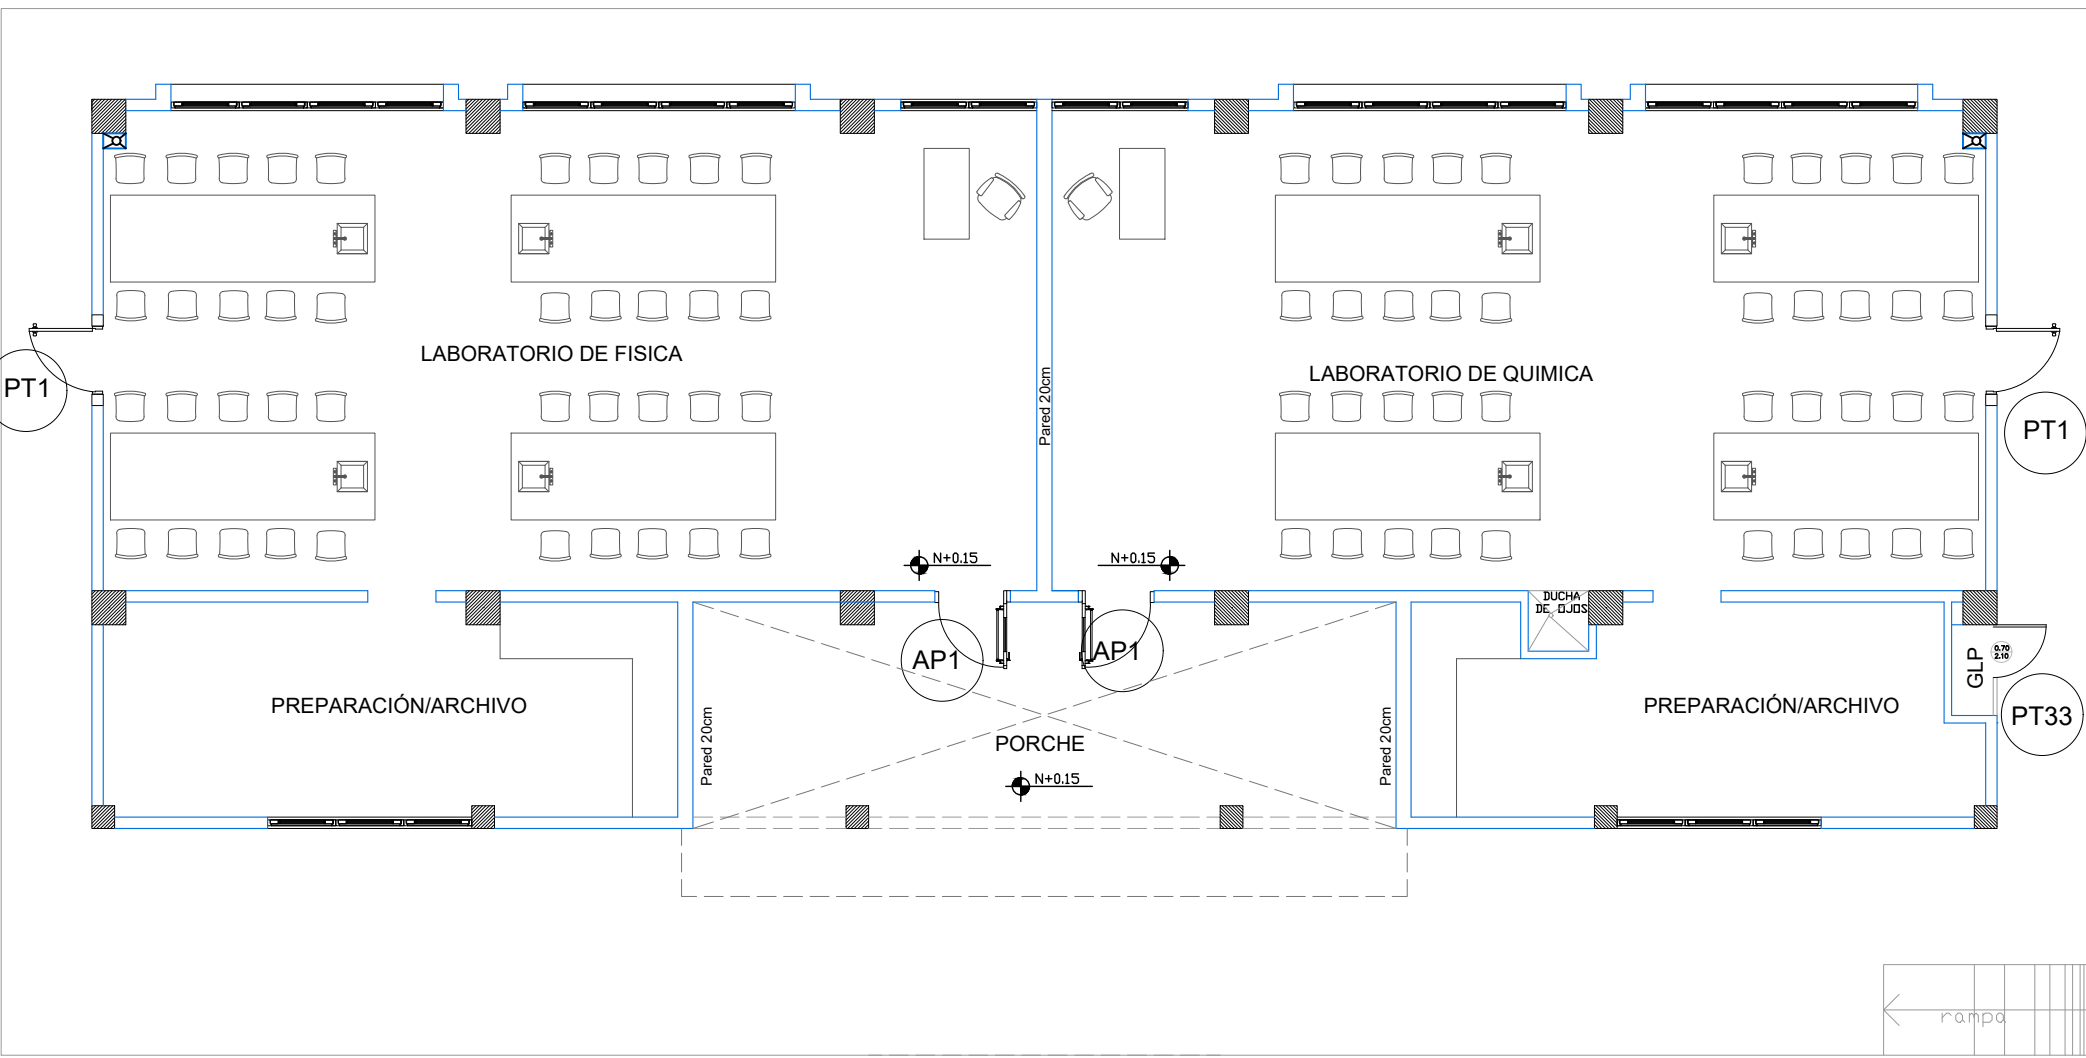 LABORATORIO DE FISICA
LABORATORIO DE QUIMICA
PT1
Pared 20cm
PT1
N+0.15
N+0.15
DUCHA
DE OJOS
AP1
AP1
GLP
0.70
2.10
PREPARACIÓN/ARCHIVO
PREPARACIÓN/ARCHIVO
PT33
Pared 20cm
PORCHE
Pared 20cm
N+0.15
rampa